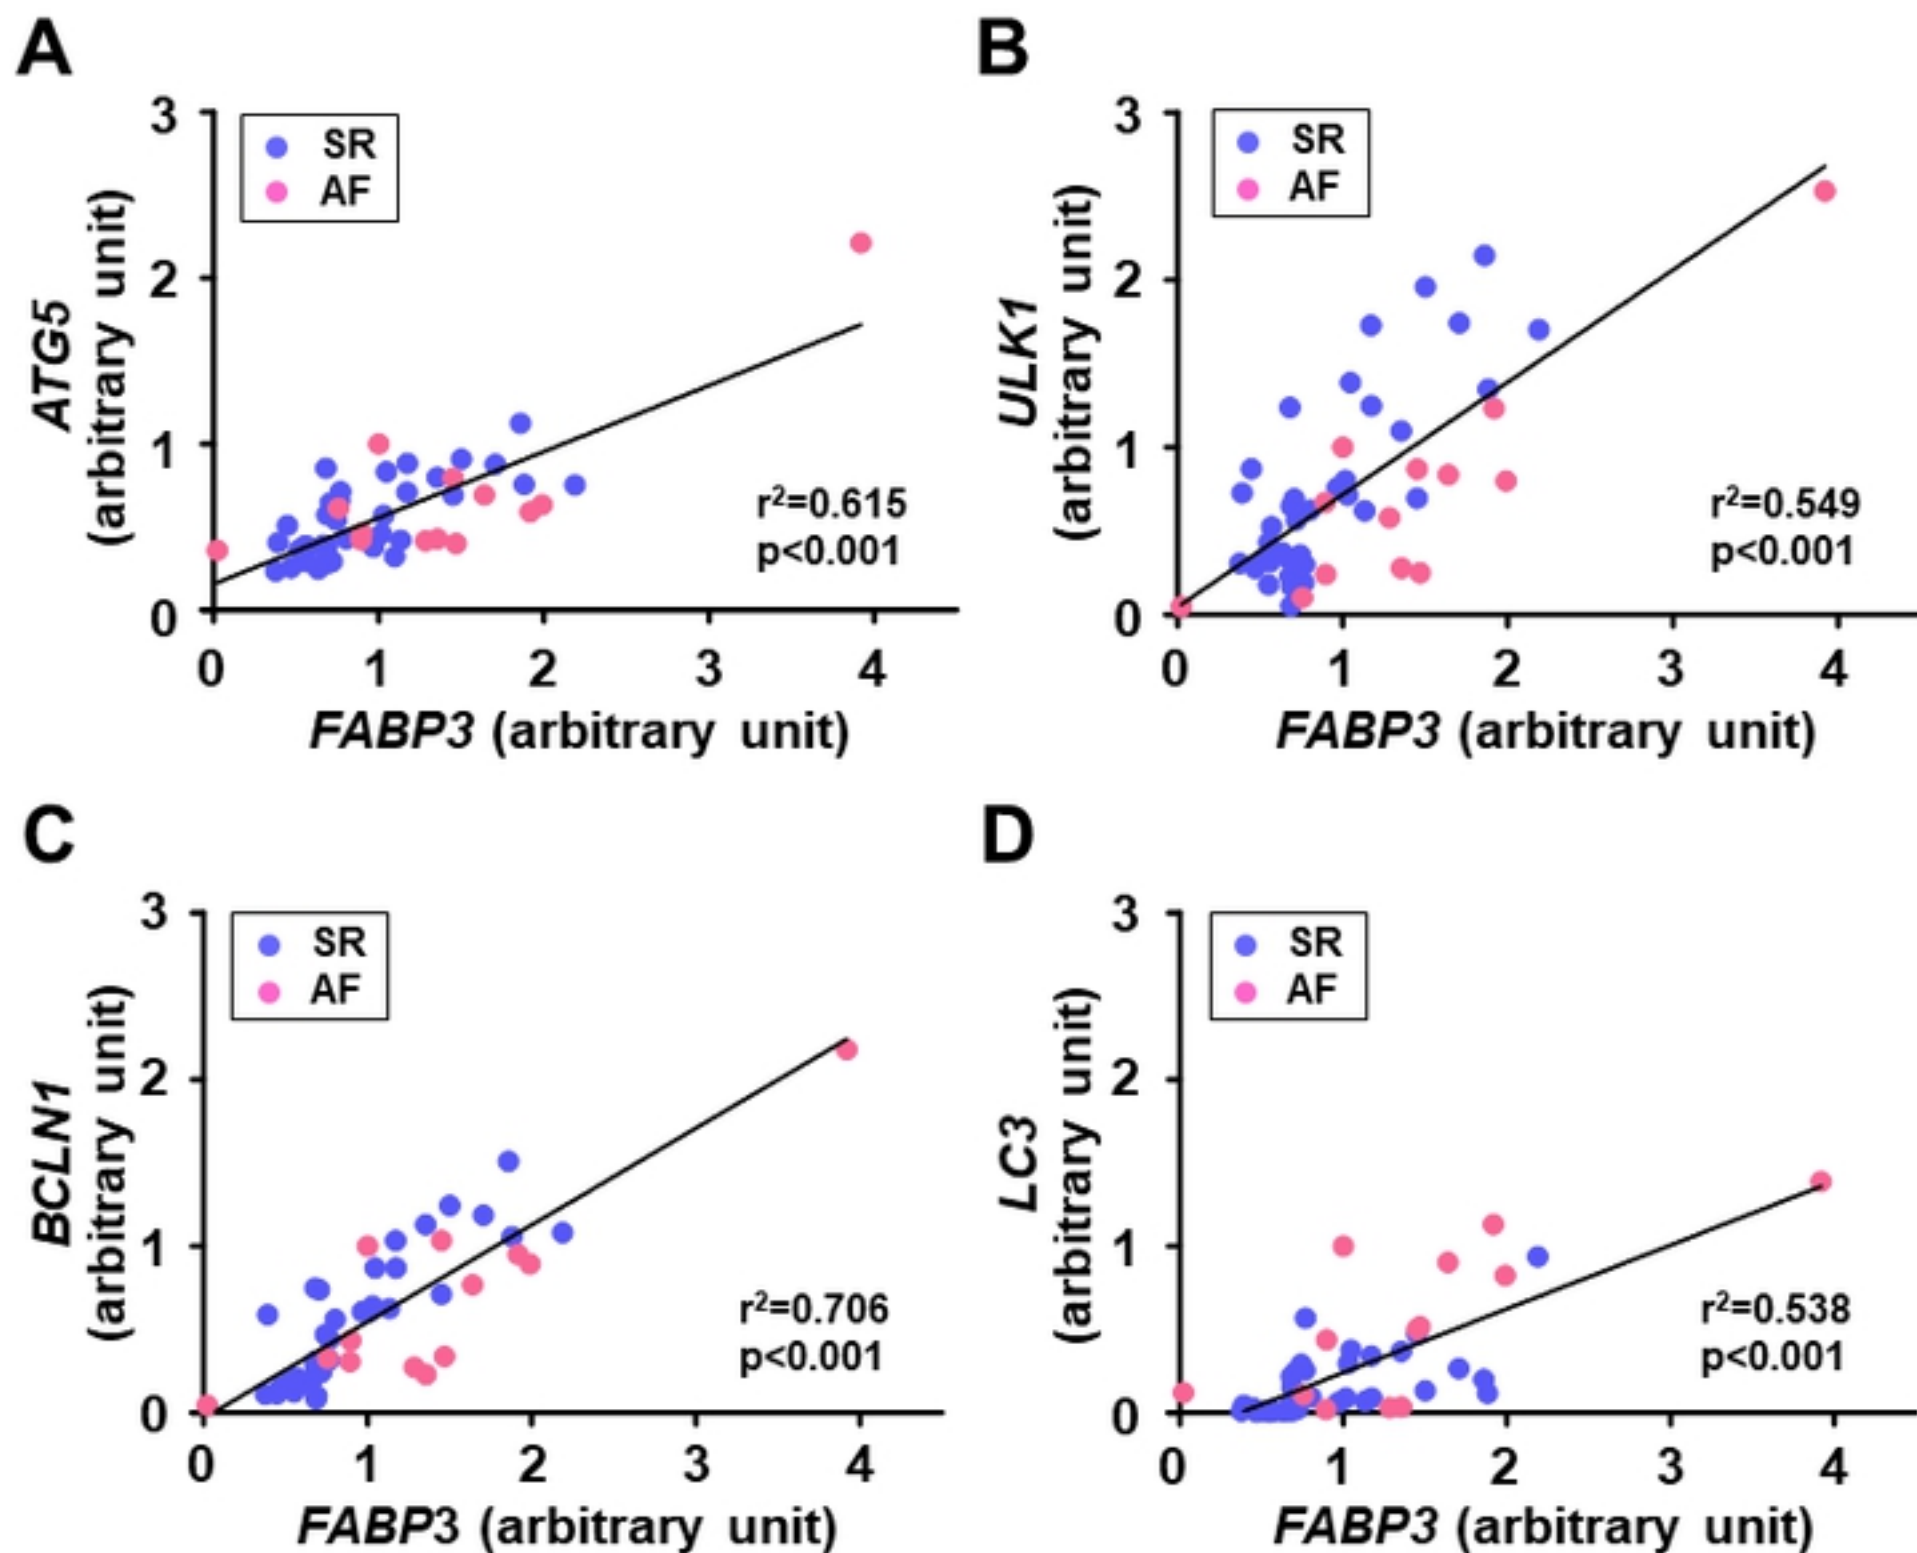 A
3
2
1
0
ATG5
(arbitrary unit)
SR
AF
r²=0.615
p<0.001
0 1 2 3 4
FABP3 (arbitrary unit)
B
3
2
1
0
ULK1
(arbitrary unit)
SR
AF
r²=0.549
p<0.001
0 1 2 3 4
FABP3 (arbitrary unit)
C
3
2
1
0
BCLN1
(arbitrary unit)
SR
AF
r²=0.706
p<0.001
0 1 2 3 4
FABP3 (arbitrary unit)
D
3
2
1
0
LC3
(arbitrary unit)
SR
AF
r²=0.538
p<0.001
0 1 2 3 4
FABP3 (arbitrary unit)